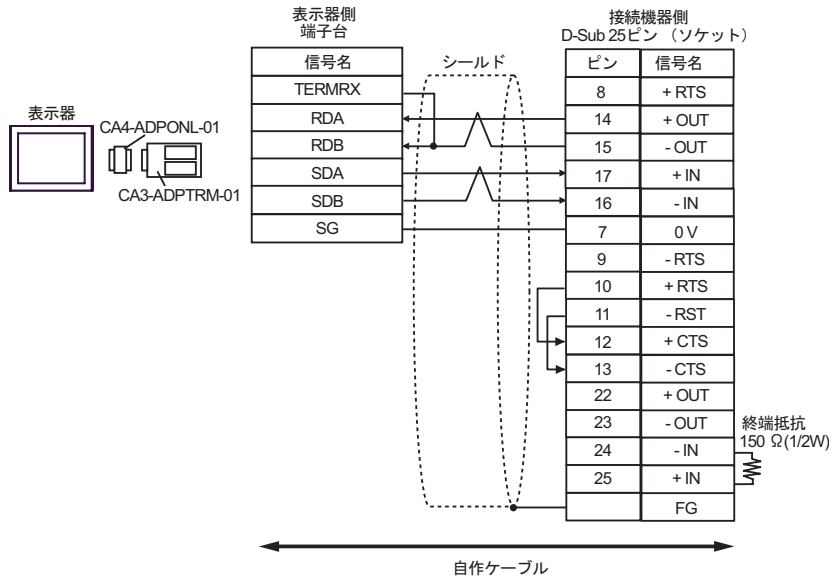 表示器
CA4-ADPONL-01
CA3-ADPTRM-01
表示器側
端子台
信号名
TERMRX
RDA
RDB
SDA
SDB
SG
シールド
接続機器側
D-Sub 25ピン (ソケット)
ピン 信号名
8 + RTS
14 + OUT
15 - OUT
17 + IN
16 - IN
7 0 V
9 - RTS
10 + RTS
11 - RST
12 + CTS
13 - CTS
22 + OUT
23 - OUT
24 - IN
25 + IN
FG
終端抵抗
150 Ω(1/2W)
自作ケーブル